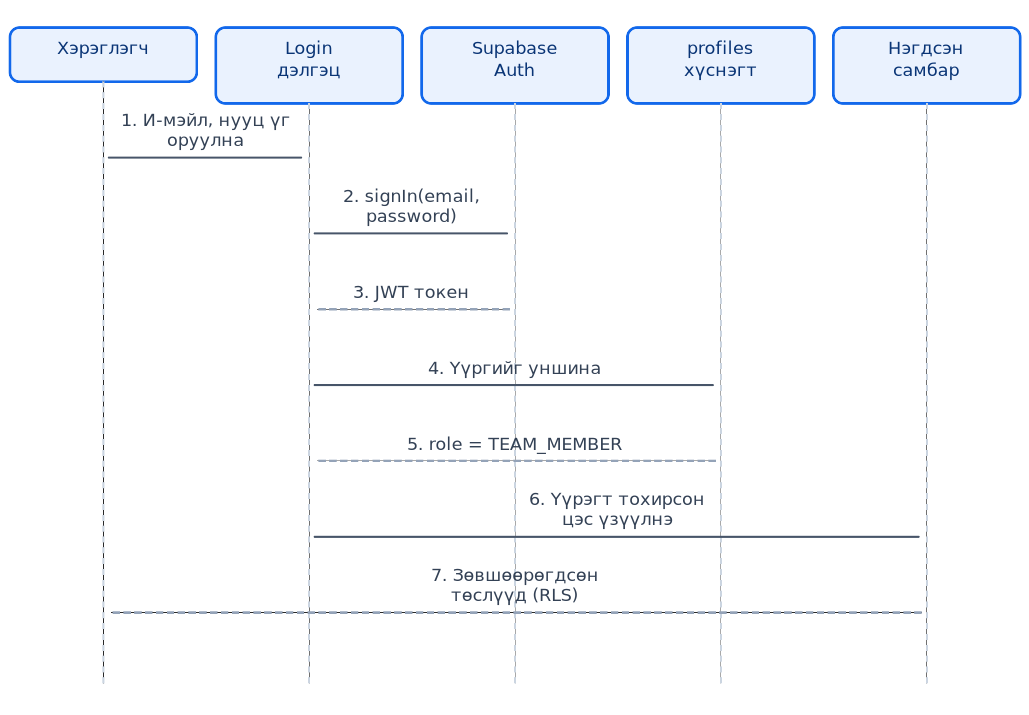 Хэрэглэгч
Login
дэлгэц
Supabase
Auth
profiles
хүснэгт
Нэгдсэн
самбар
1. И-мэйл, нууц үг
оруулна
2. signIn(email,
password)
3. JWT токен
4. Үүргийг уншина
5. role = TEAM_MEMBER
6. Үүрэгт тохирсон
цэс үзүүлнэ
7. Зөвшөөрөгдсөн
төслүүд (RLS)